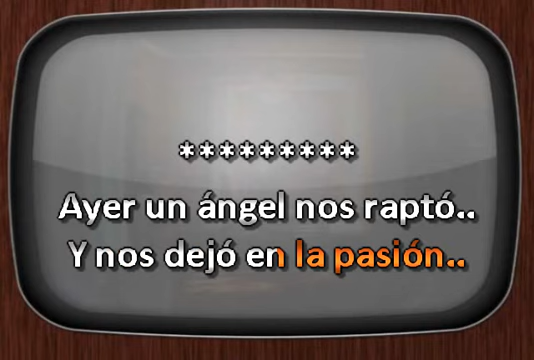 *********
Ayer un ángel nos raptó..
Y nos dejó en la pasión..